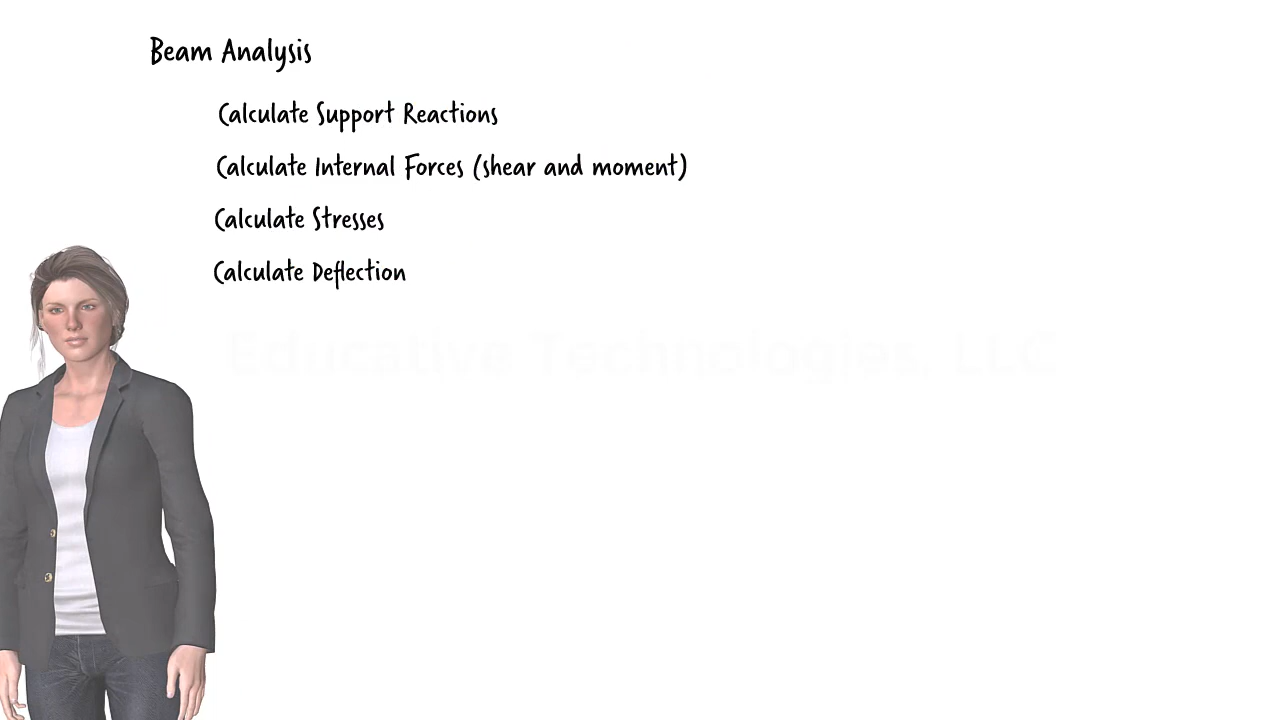 Beam Analysis
Calculate Support Reactions
Calculate Internal Forces (shear and moment)
Calculate Stresses
Calculate Deflection
Educative Technologies, LLC